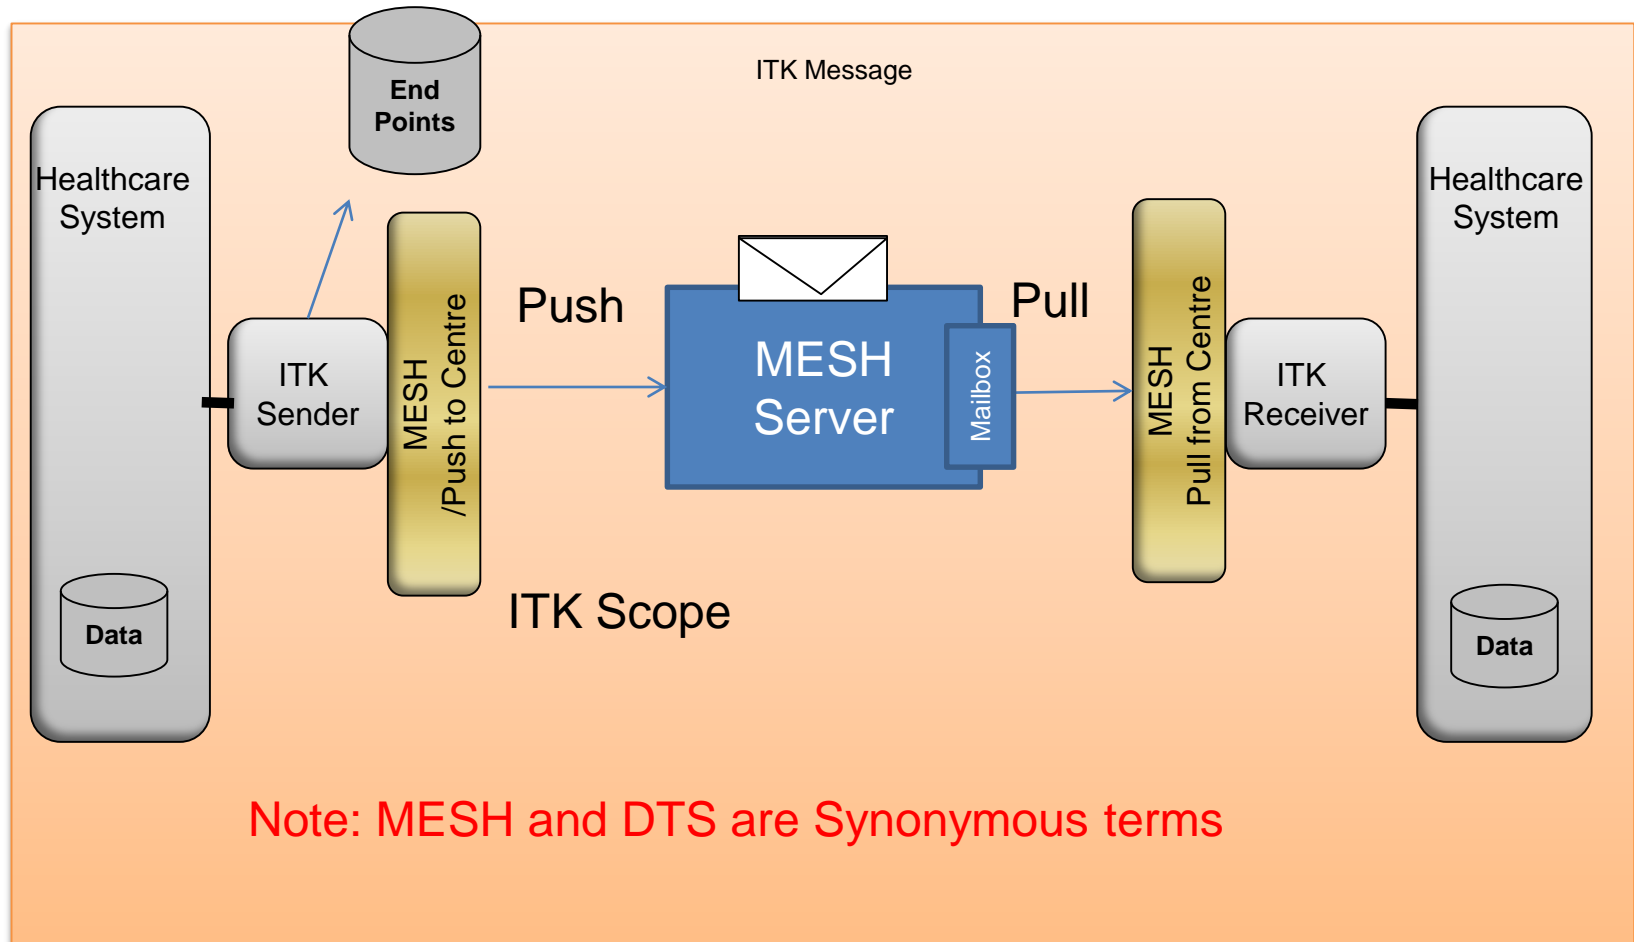 ITK Message
End
Points
Healthcare
System
Healthcare
System
Push
Pull
MESH
/Push to Centre
MESH
Server
Mailbox
MESH
Pull from Centre
ITK
Sender
ITK
Receiver
ITK Scope
Data
Data
Note: MESH and DTS are Synonymous terms